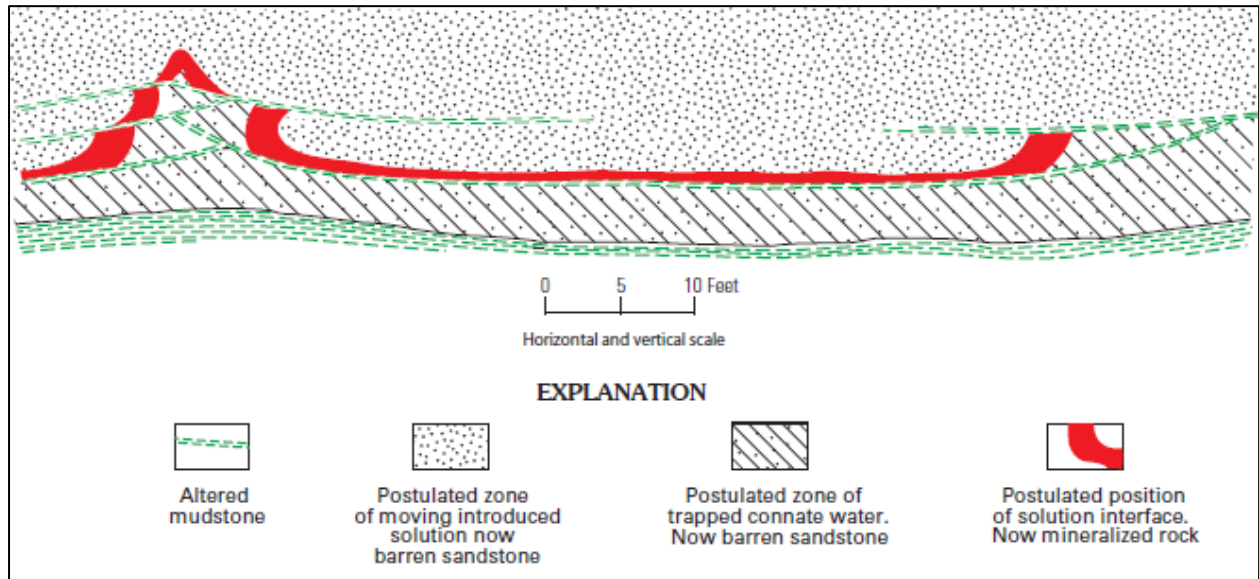 0 5 10 Feet
Horizontal and vertical scale
EXPLANATION
Altered
mudstone
Postulated zone
of moving introduced
solution now
barren sandstone
Postulated zone of
trapped connate water.
Now barren sandstone
Postulated position
of solution interface.
Now mineralized rock